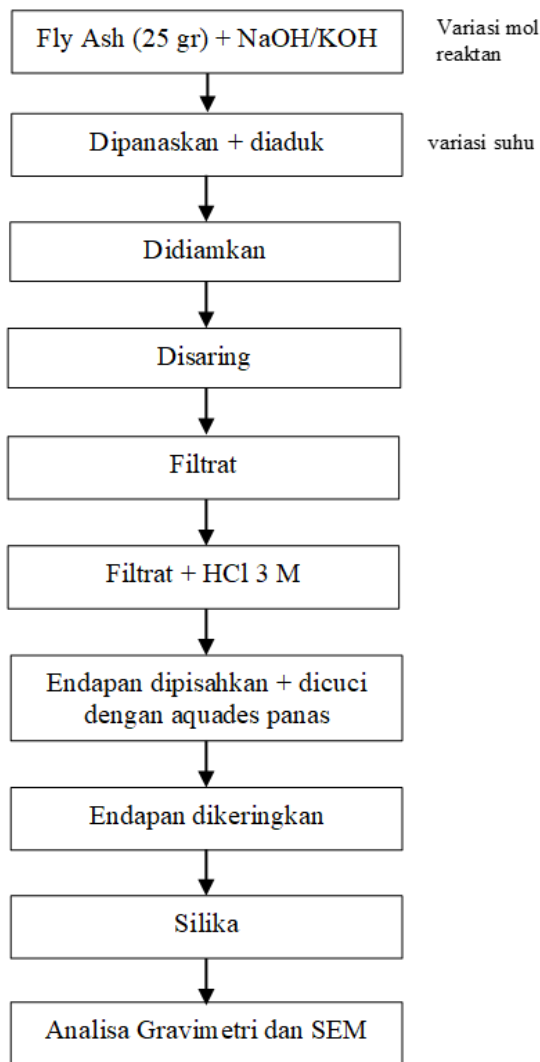 Fly Ash (25 gr) + NaOH/KOH
Variasi mol
reaktan
Dipanaskan + diaduk
variasi suhu
Didiamkan
Disaring
Filtrat
Filtrat + HCl 3 M
Endapan dipisahkan + dicuci
dengan aquades panas
Endapan dikeringkan
Silika
Analisa Gravimetri dan SEM